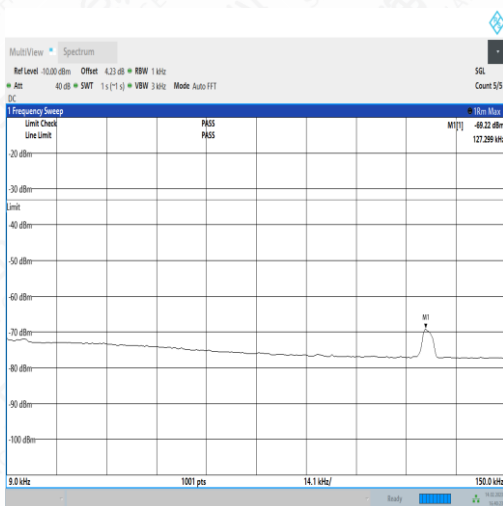 MultiView Spectrum
Ref Level -10.00 dBm Offset 4.23 dB RBW 1 kHz SGL
Att 40 dB SWT 1 s (~1 s) VBW 3 kHz Mode Auto FFT Count 5/5
DC
1 Frequency Sweep 1Rm Max
Limit Check PASS M1[1] -69.22 dBm
Line Limit PASS 127.299 kHz
-20 dBm
-30 dBm
Limit
-40 dBm
-50 dBm
-60 dBm
M1
-70 dBm
-80 dBm
-90 dBm
-100 dBm
9.0 kHz 1001 pts 14.1 kHz/ 150.0 kHz
Ready